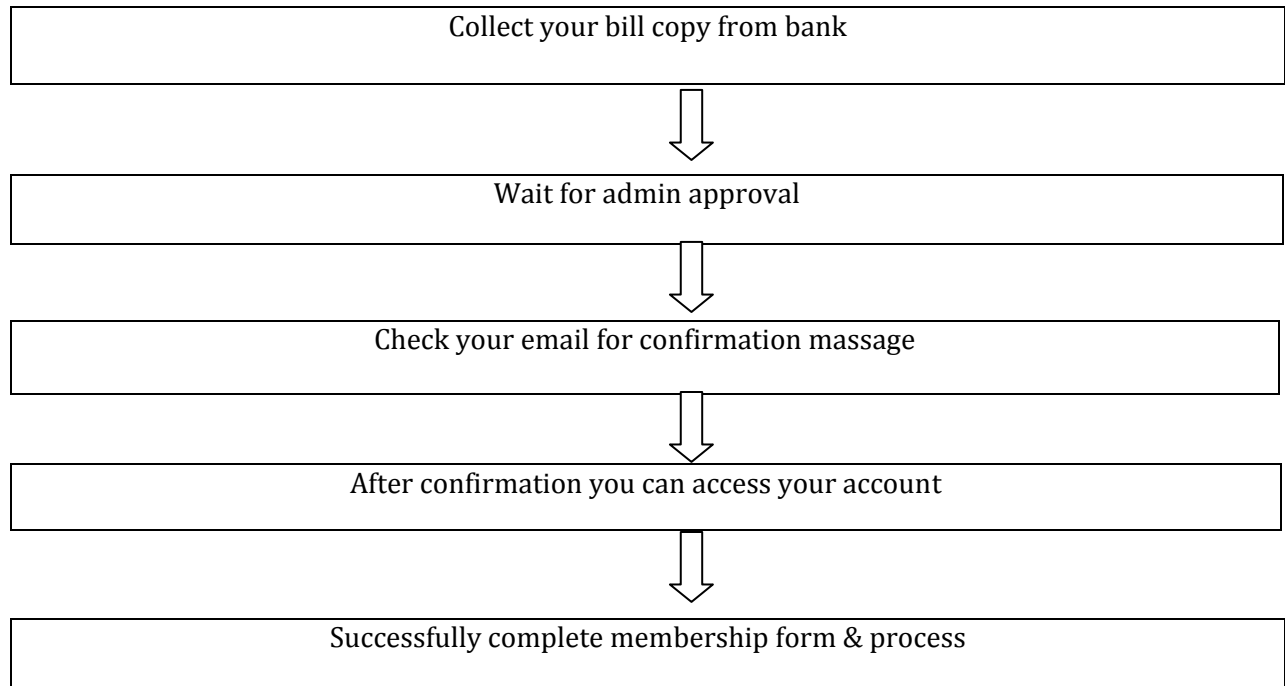 Collect your bill copy from bank
Wait for admin approval
Check your email for confirmation massage
After confirmation you can access your account
Successfully complete membership form & process